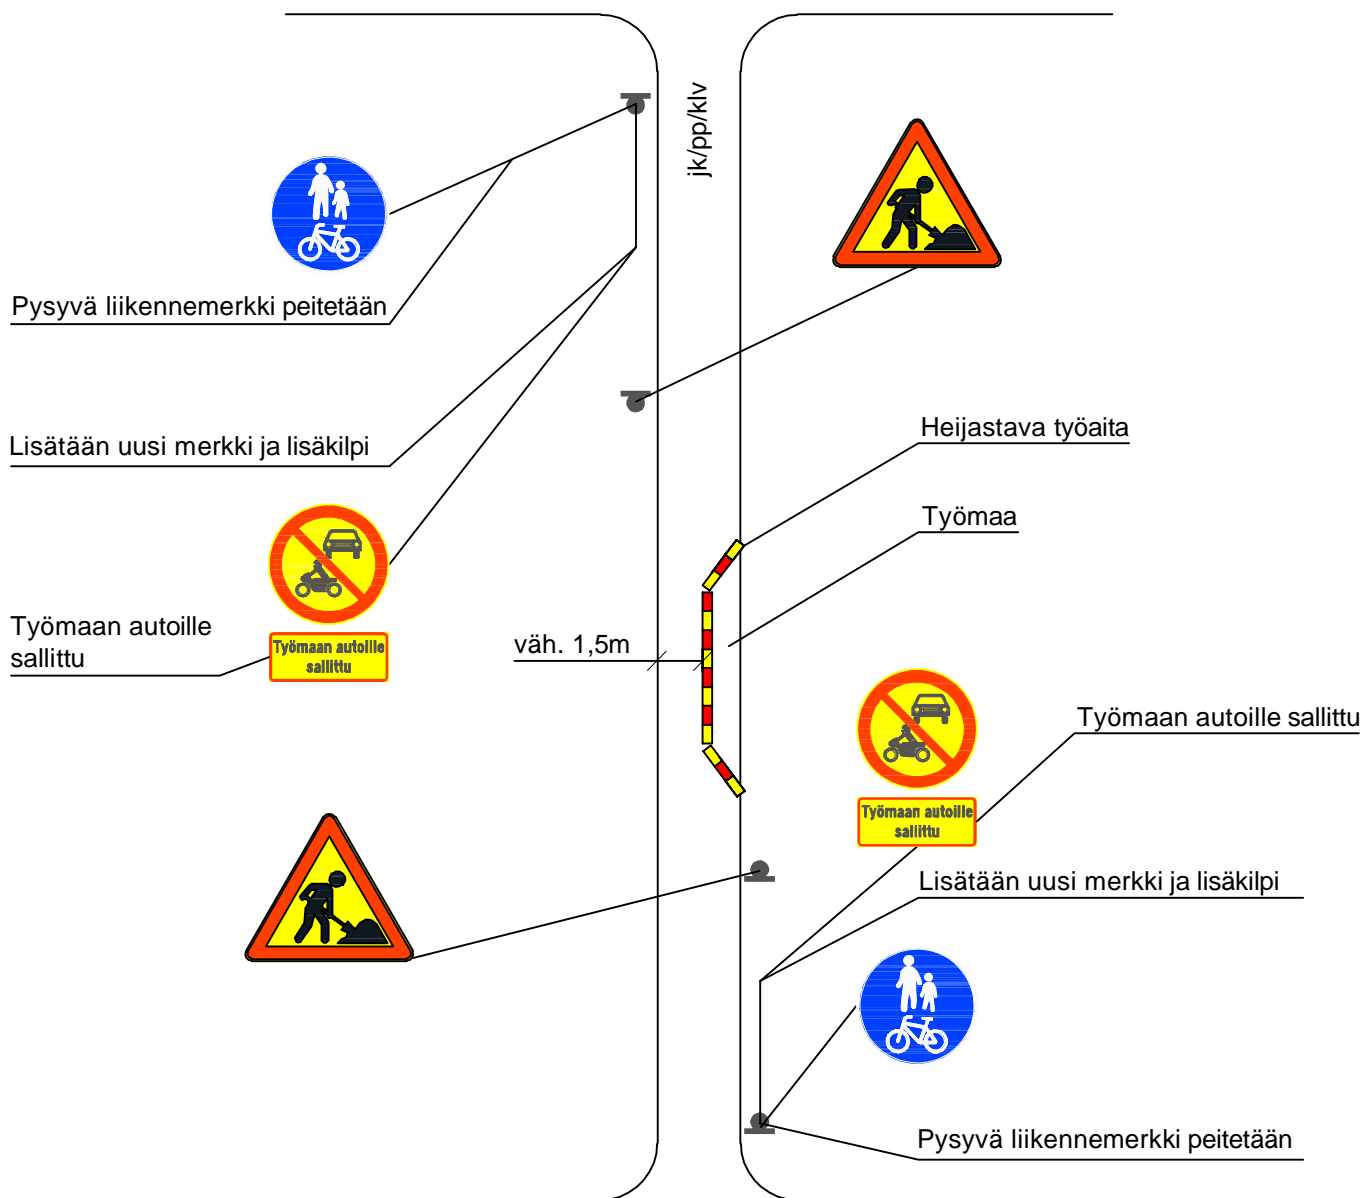 jk/pp/klv
Pysyvä liikennemerkki peitetään
Lisätään uusi merkki ja lisäkilpi
Heijastava työaita
Työmaa
Työmaan autoille
sallittu
Työmaan autoille
sallittu
väh. 1,5m
Työmaan autoille sallittu
Työmaan autoille
sallittu
Lisätään uusi merkki ja lisäkilpi
Pysyvä liikennemerkki peitetään